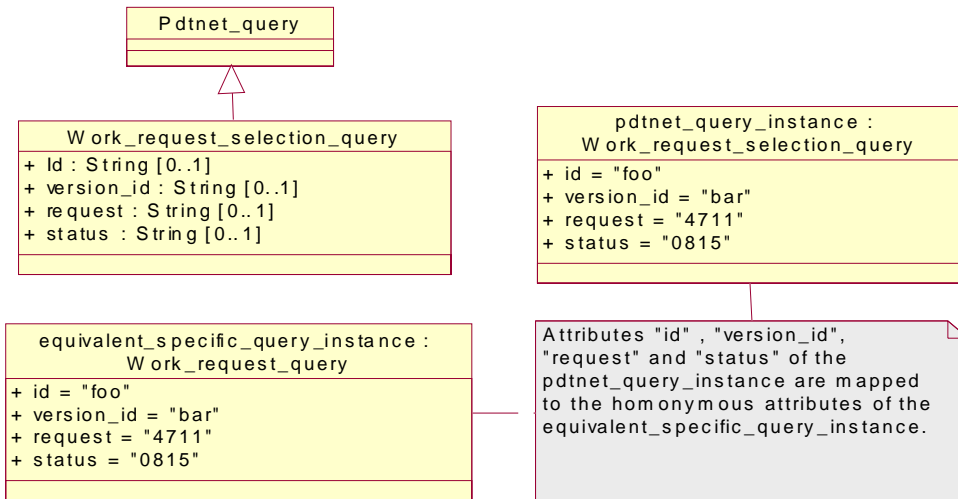 Pdtnet_query
Work_request_selection_query
+ Id : String [0..1]
+ version_id : String [0..1]
+ request : String [0..1]
+ status : String [0..1]
pdtnet_query_instance :
Work_request_selection_query
+ id = "foo"
+ version_id = "bar"
+ request = "4711"
+ status = "0815"
equivalent_specific_query_instance :
Work_request_query
+ id = "foo"
+ version_id = "bar"
+ request = "4711"
+ status = "0815"
Attributes "id" , "version_id",
"request" and "status" of the
pdtnet_query_instance are mapped
to the homonymous attributes of the
equivalent_specific_query_instance.